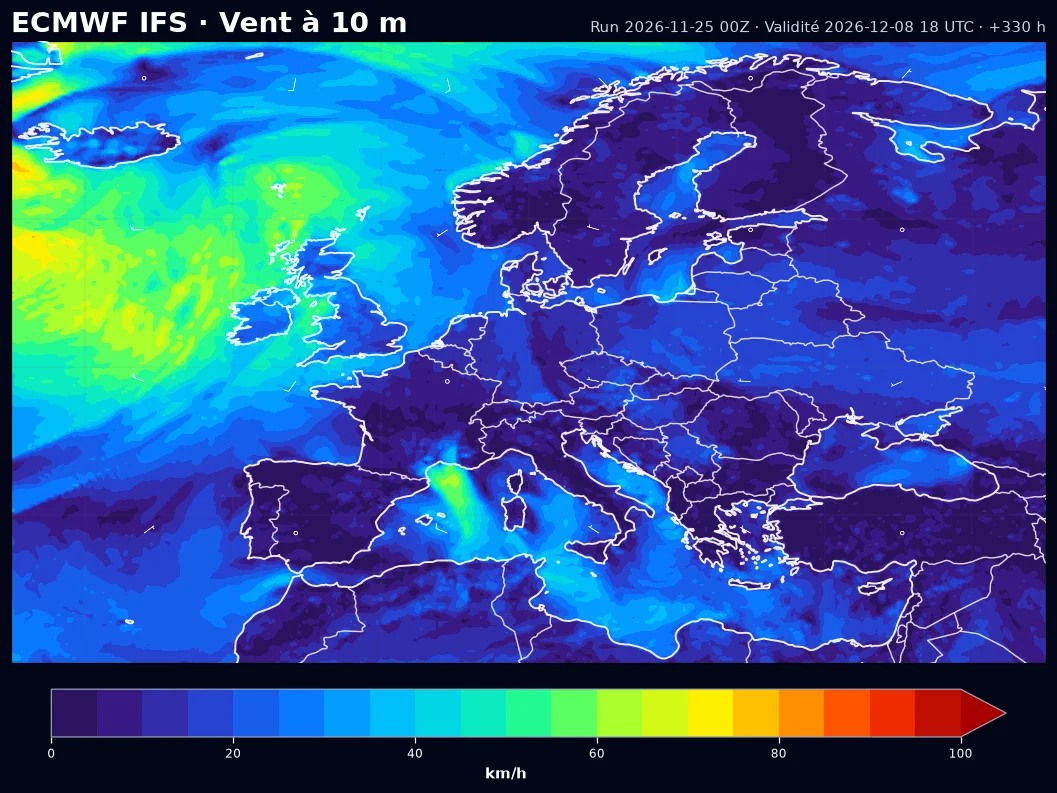 ECMWF IFS · Vent à 10 m
Run 2026-11-25 00Z · Validité 2026-12-08 18 UTC · +330 h
0 20 40 60 80 100
km/h